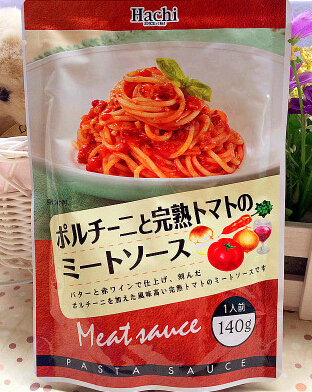 Hachi
ポルチーニと完熟トマトの
ミートソース
バターと赤ワインで仕上げ、刻んだ
ポルチーニを加えた風味高い完熟トマトのミートソースです
1人前
140g
Meat sauce
PASTA SAUCE